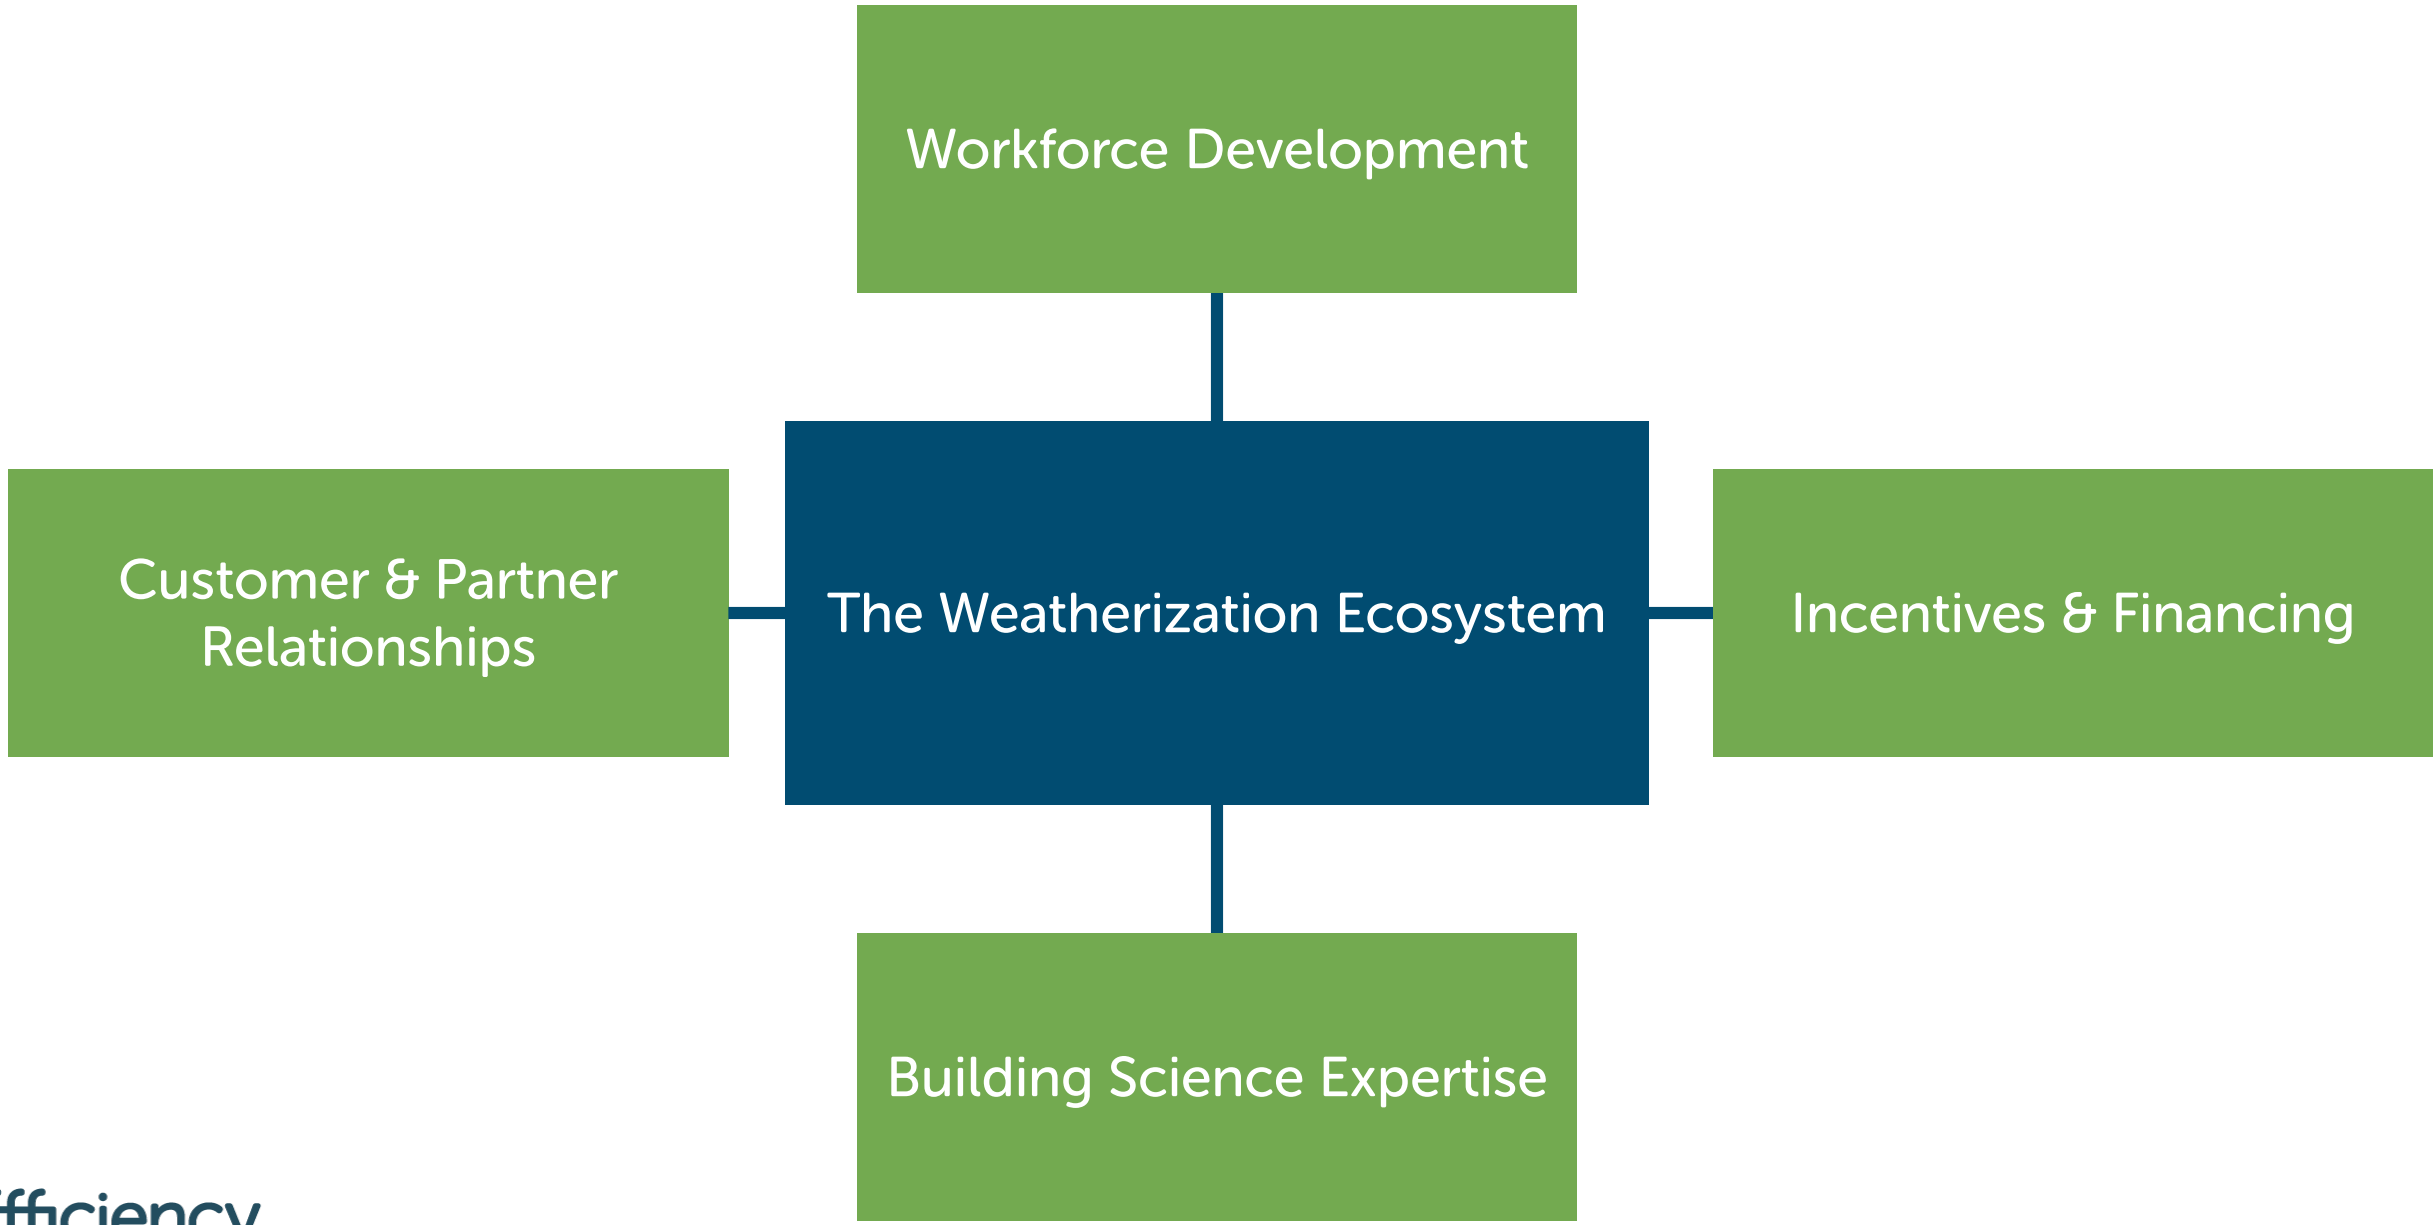 Workforce Development
Customer & Partner
Relationships
The Weatherization Ecosystem
Incentives & Financing
Building Science Expertise